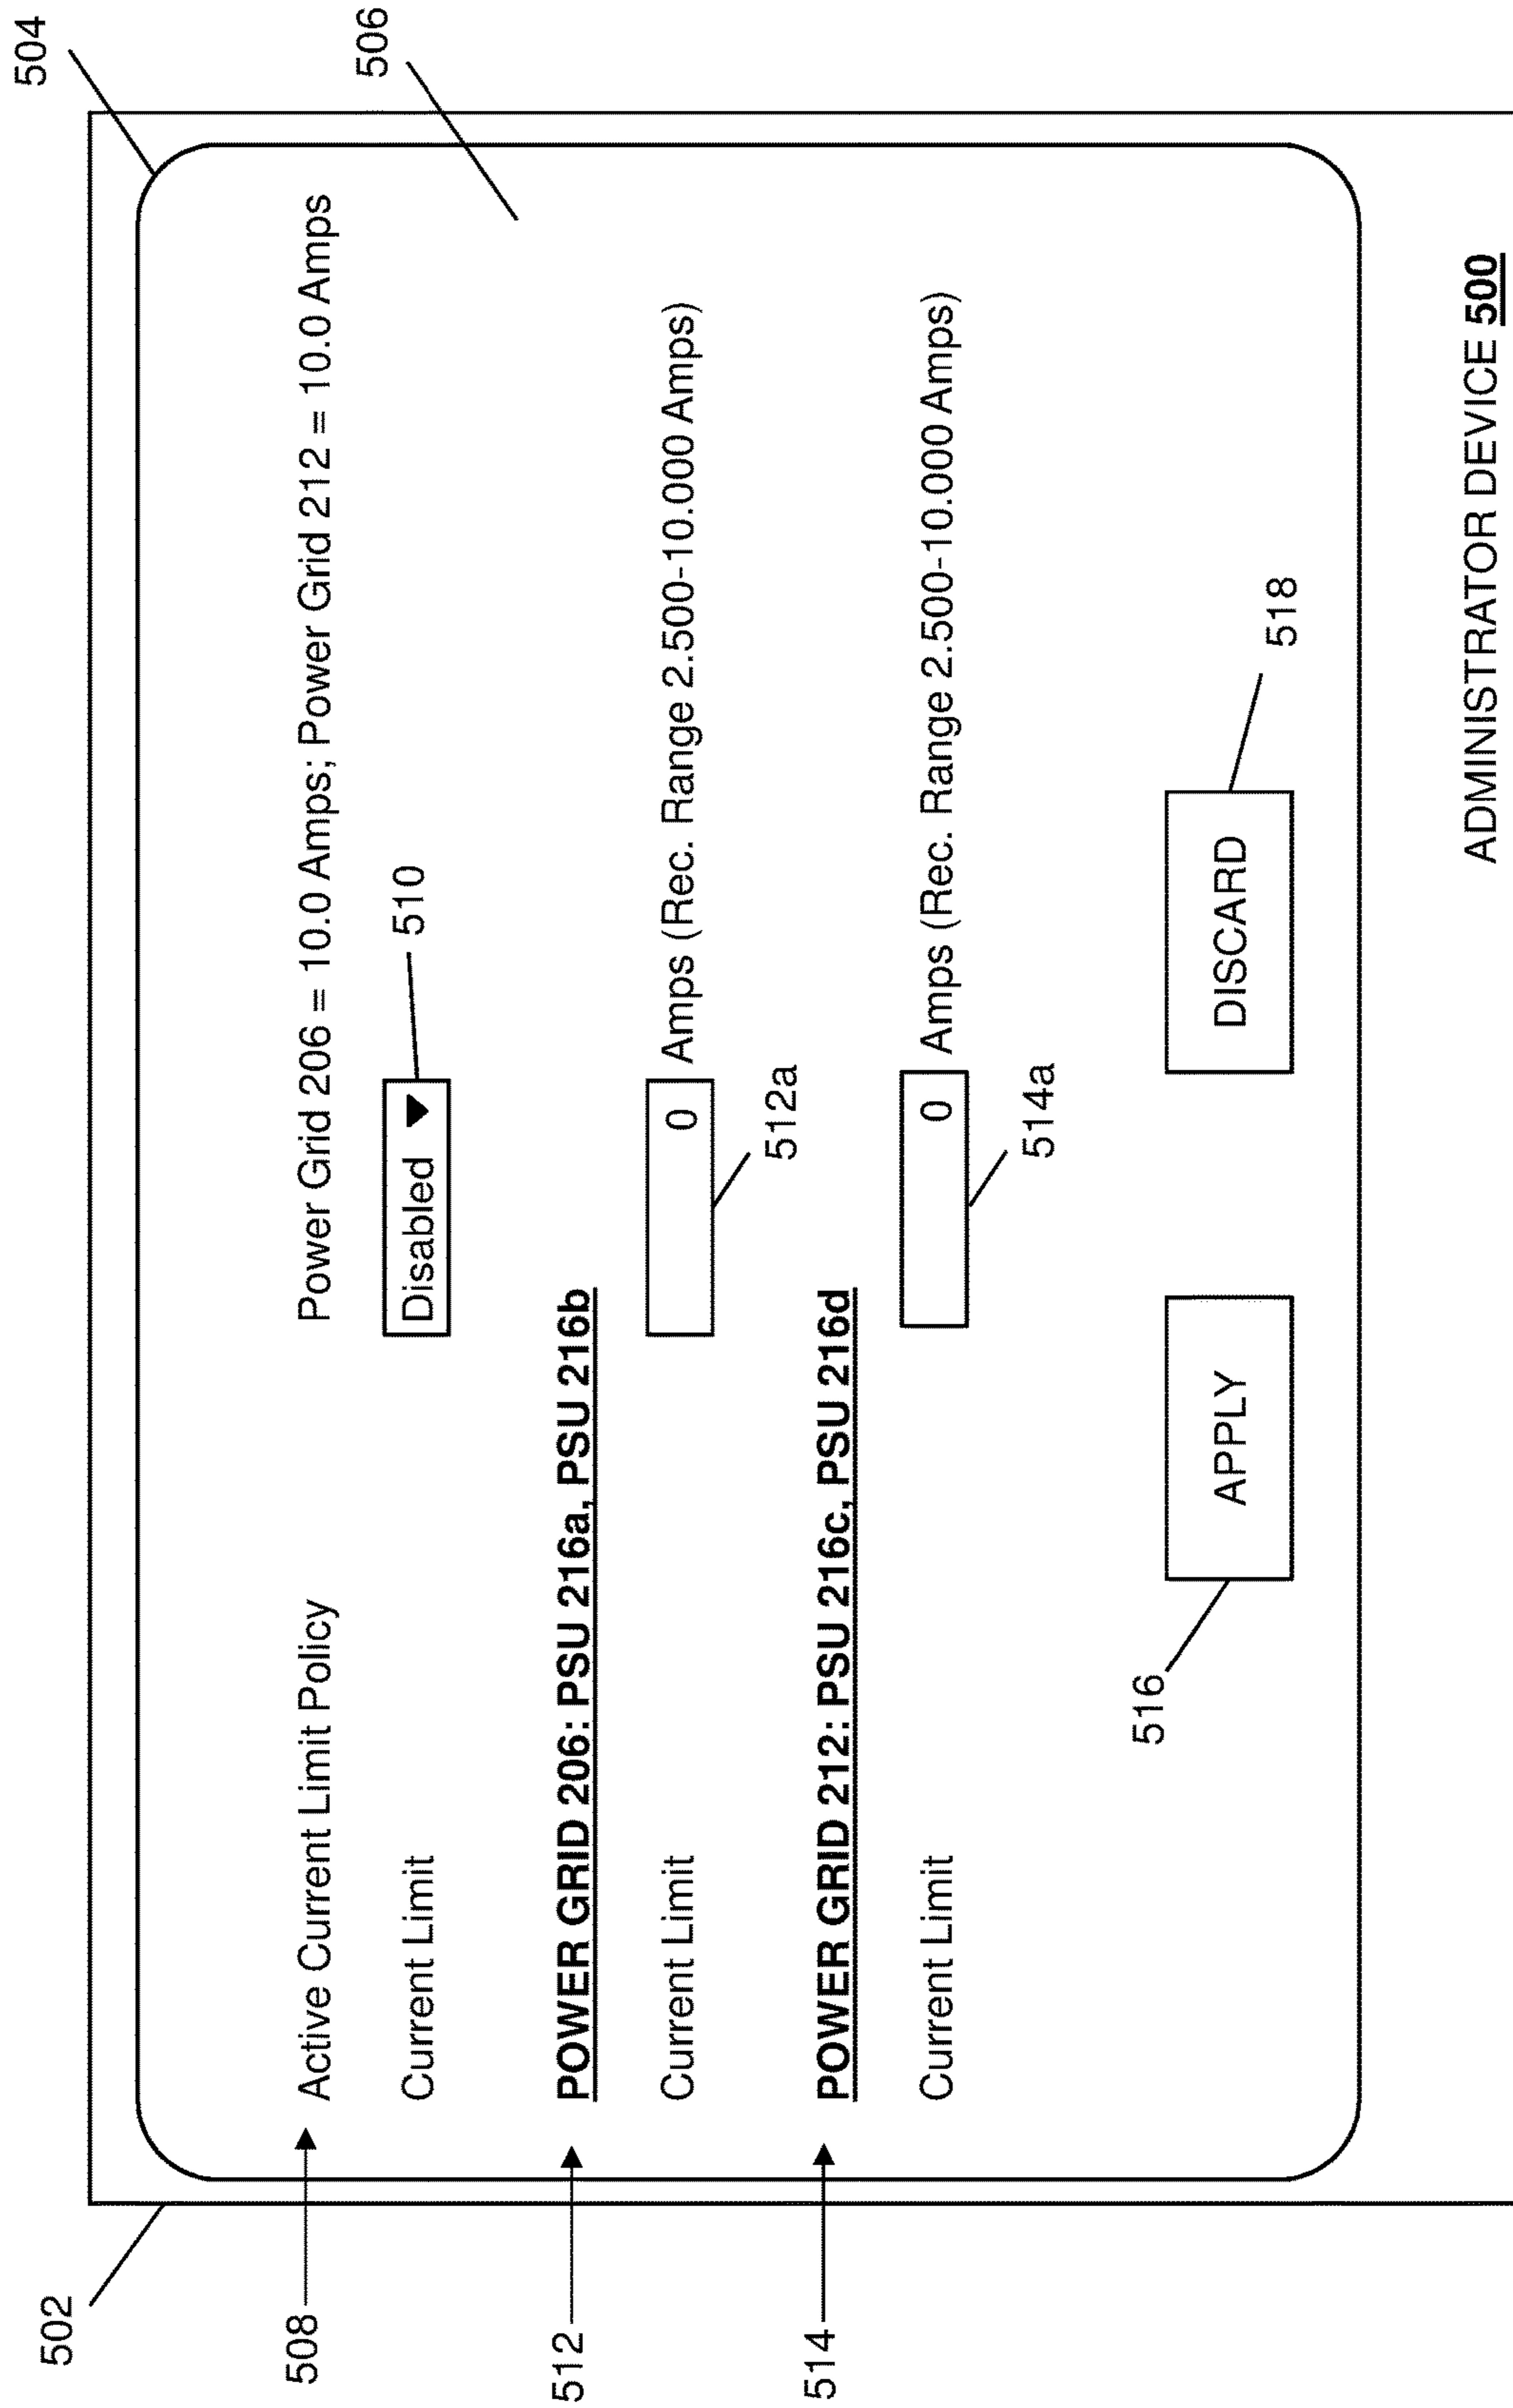 504
506
502
508
Active Current Limit Policy Power Grid 206 = 10.0 Amps; Power Grid 212 = 10.0 Amps
Current Limit Disabled 510
512
POWER GRID 206: PSU 216a, PSU 216b
Current Limit 0 Amps (Rec. Range 2.500-10.000 Amps)
512a
514
POWER GRID 212: PSU 216c, PSU 216d
Current Limit 0 Amps (Rec. Range 2.500-10.000 Amps)
514a
516
APPLY DISCARD
518
ADMINISTRATOR DEVICE 500